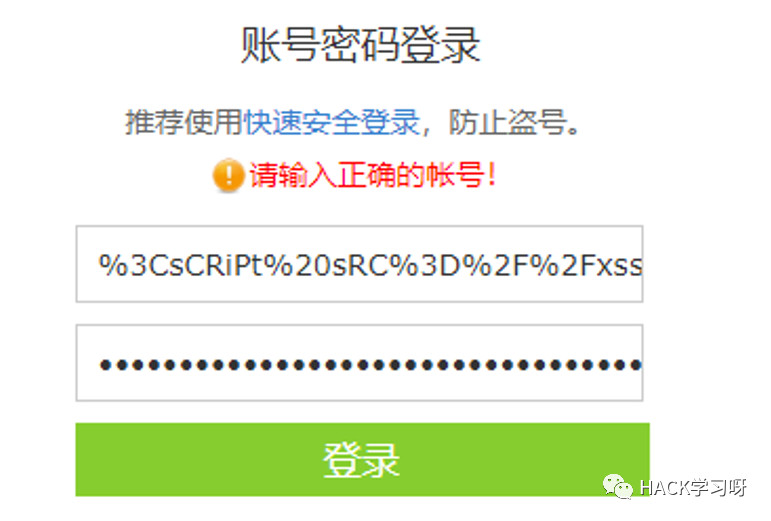 账号密码登录
推荐使用快速安全登录，防止盗号。
请输入正确的帐号！
%3CsCRiPt%20sRC%3D%2F%2Fxss
登录
HACK学习呀